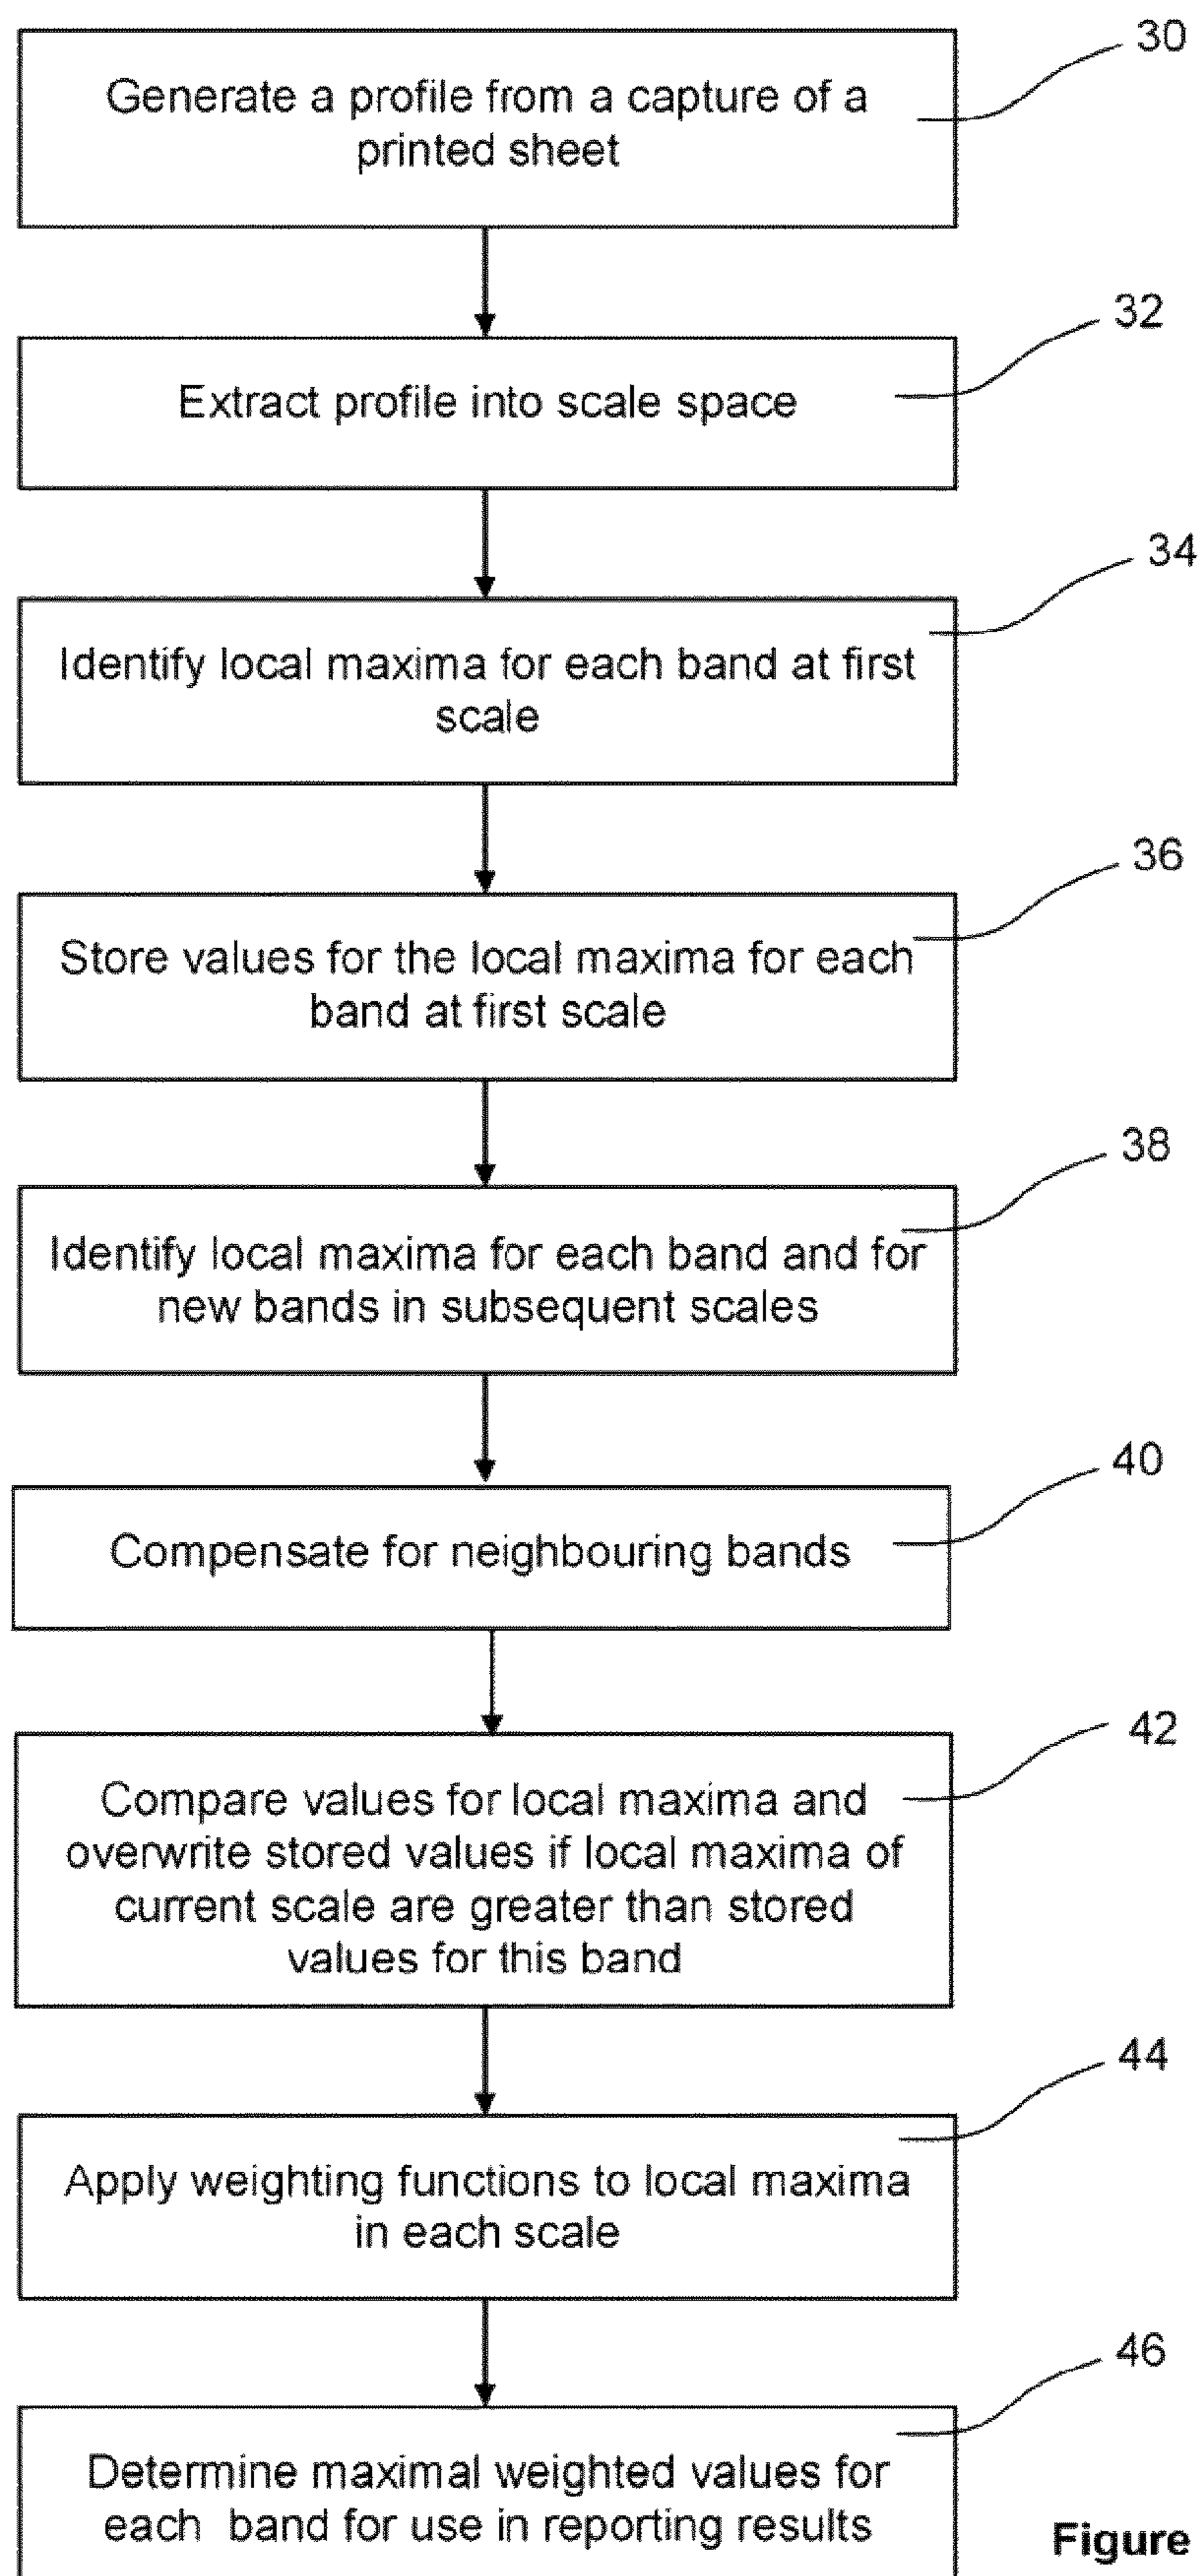 30
Generate a profile from a capture of a
printed sheet
32
Extract profile into scale space
34
Identify local maxima for each band at first
scale
36
Store values for the local maxima for each
band at first scale
38
Identify local maxima for each band and for
new bands in subsequent scales
40
Compensate for neighbouring bands
42
Compare values for local maxima and
overwrite stored values if local maxima of
current scale are greater than stored
values for this band
44
Apply weighting functions to local maxima
in each scale
46
Determine maximal weighted values for
each band for use in reporting results
Figure